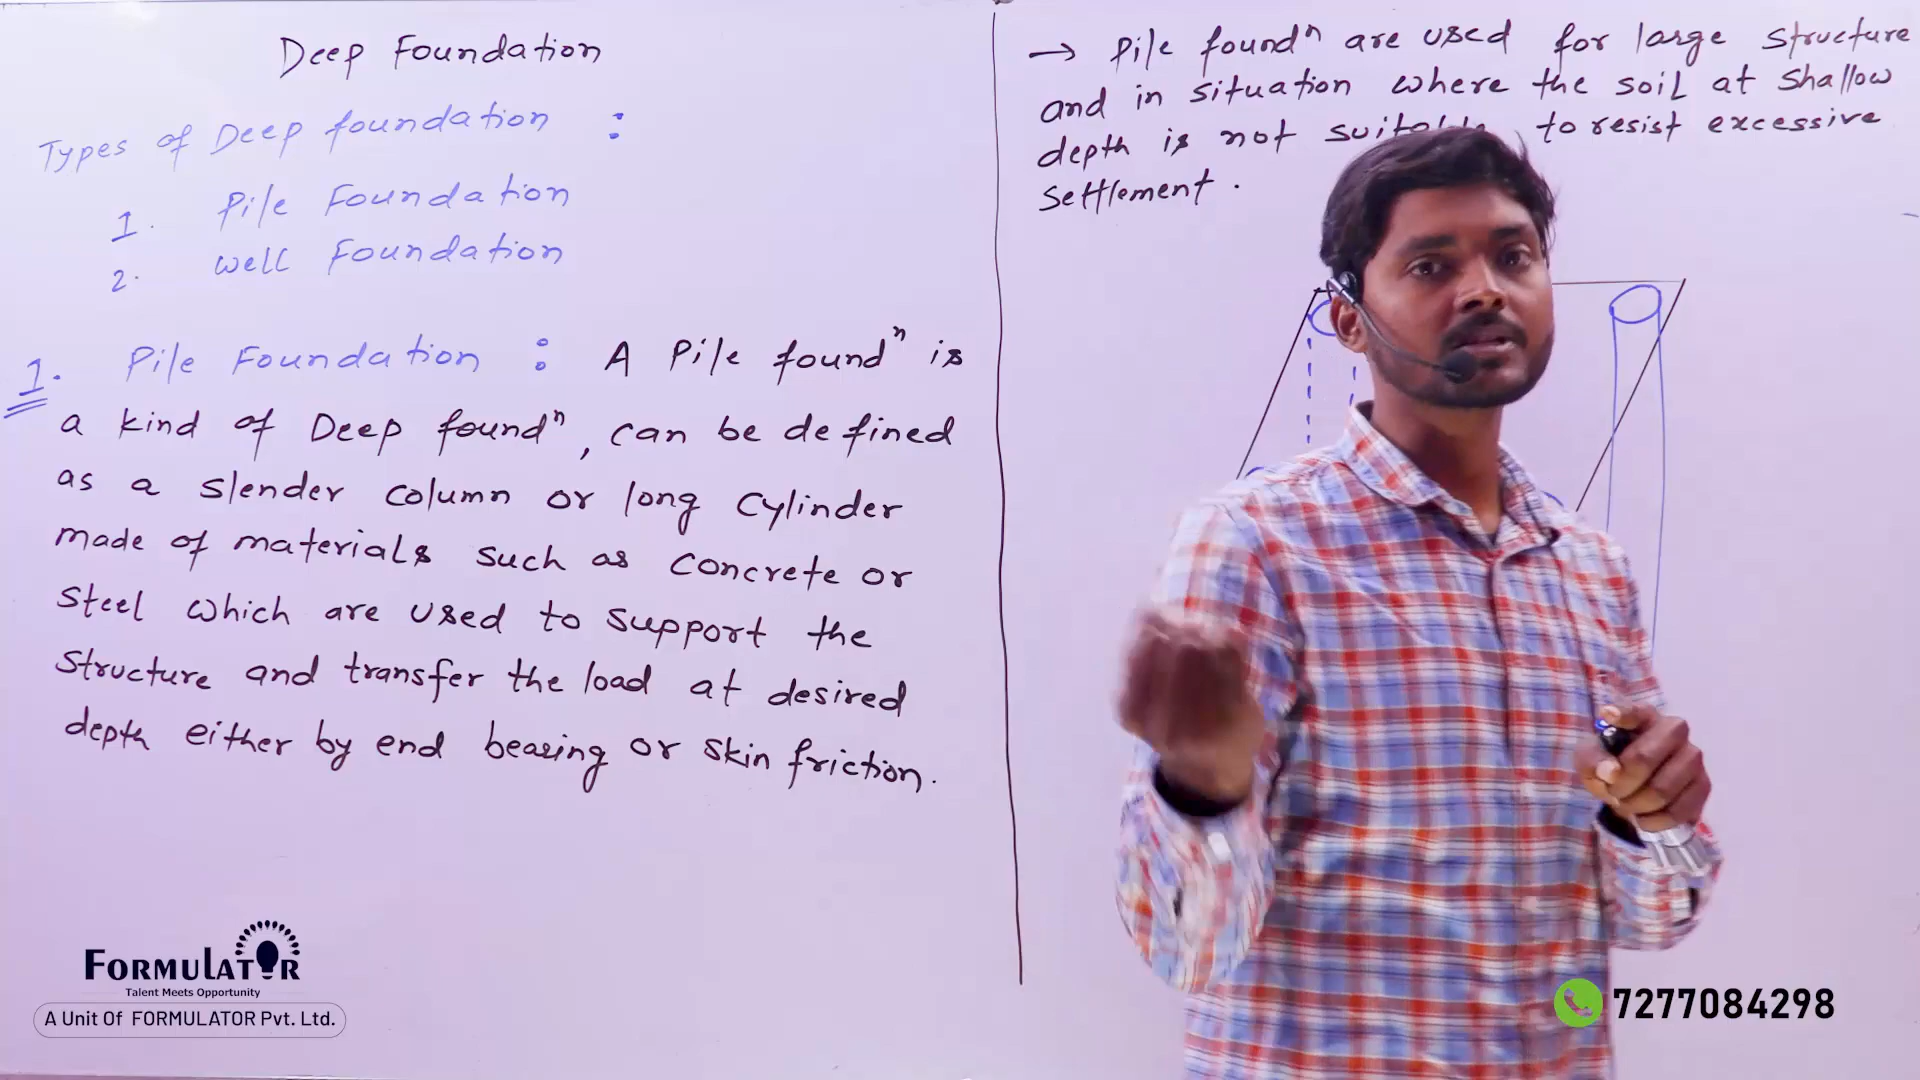 Deep Foundation
Types of Deep foundation :
1. Pile Foundation
2. Well Foundation
1. Pile Foundation : A Pile foundⁿ is
a kind of Deep foundⁿ, can be defined
as a slender column or long cylinder
made of materials such as concrete or
steel which are used to support the
structure and transfer the load at desired
depth either by end bearing or skin friction.
→ Pile foundⁿ are used for large structure
and in situation where the soil at shallow
depth is not to resist excessive
settlement.
FORMULATOR
Talent Meets Opportunity
A Unit Of FORMULATOR Pvt. Ltd.
7277084298